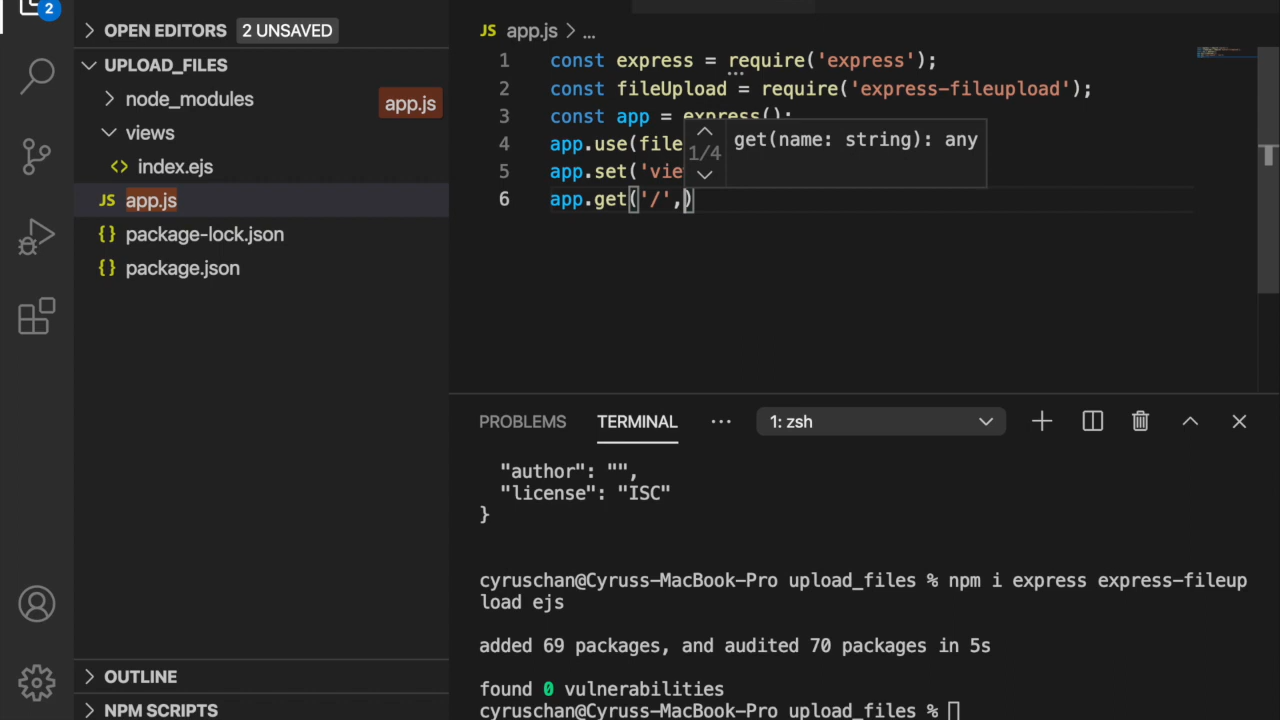 2
OPEN EDITORS 2 UNSAVED
UPLOAD_FILES
node_modules
app.js
views
<> index.ejs
JS app.js
{} package-lock.json
{} package.json
OUTLINE
NPM SCRIPTS
JS app.js > ...
1 const express = require('express');
2 const fileUpload = require('express-fileupload');
3 const app = express();
4 app.use(file
5 app.set('vie
6 app.get('/',)
1/4
get(name: string): any
PROBLEMS TERMINAL ... 1: zsh
"author": "",
"license": "ISC"
}
cyruschan@Cyruss-MacBook-Pro upload_files % npm i express express-fileup
load ejs
added 69 packages, and audited 70 packages in 5s
found 0 vulnerabilities
cyruschan@Cyruss-MacBook-Pro upload_files %